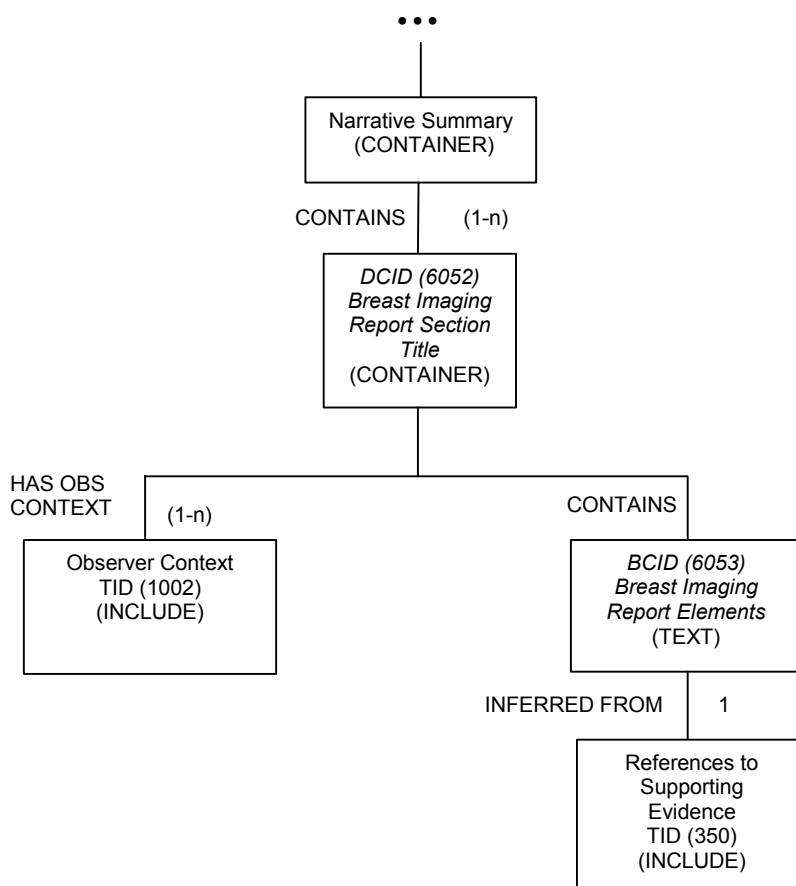 •••
Narrative Summary
(CONTAINER)
CONTAINS (1-n)
DCID (6052)
Breast Imaging
Report Section
Title
(CONTAINER)
HAS OBS
CONTEXT
(1-n)
CONTAINS
Observer Context
TID (1002)
(INCLUDE)
BCID (6053)
Breast Imaging
Report Elements
(TEXT)
INFERRED FROM 1
References to
Supporting
Evidence
TID (350)
(INCLUDE)